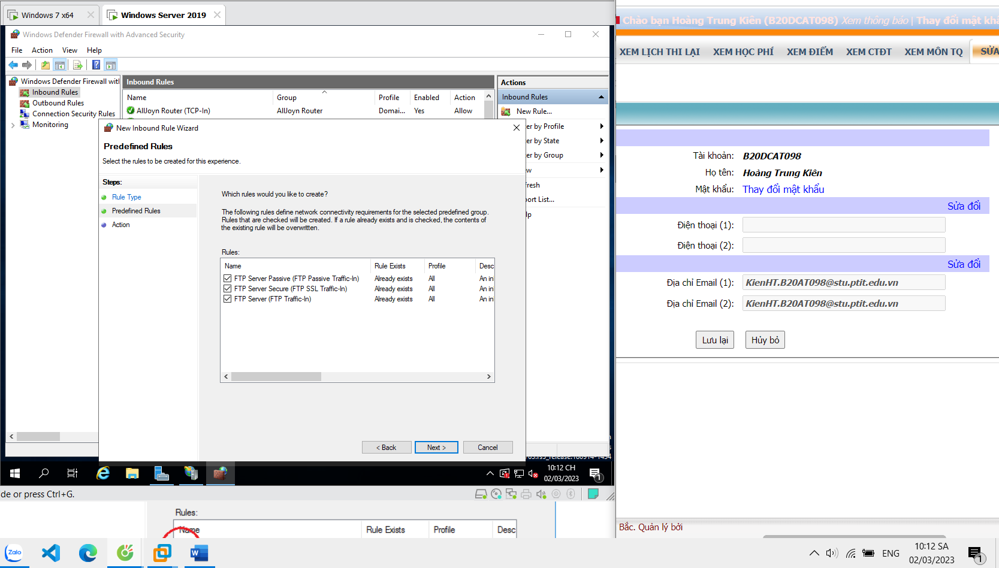 Windows 7 x64
Windows Server 2019
Windows Defender Firewall with Advanced Security
File Action View Help
Windows Defender Firewall with
Inbound Rules
Outbound Rules
Connection Security Rules
Monitoring
Inbound Rules
Name Group Profile Enabled Action
AllJoyn Router (TCP-In) AllJoyn Router Domai... Yes Allow
Actions
Inbound Rules
New Rule...
er by Profile
er by State
er by Group
w
fresh
port List...
lp
New Inbound Rule Wizard
Predefined Rules
Select the rules to be created for this experience.
Steps:
Rule Type
Predefined Rules
Action
Which rules would you like to create?
The following rules define network connectivity requirements for the selected predefined group.
Rules that are checked will be created. If a rule already exists and is checked, the contents of
the existing rule will be overwritten.
Rules:
Name Rule Exists Profile Desc
FTP Server Passive (FTP Passive Traffic-In) Already exists All An in
FTP Server Secure (FTP SSL Traffic-In) Already exists All An in
FTP Server (FTP Traffic-In) Already exists All An in
< Back Next > Cancel
10:12 CH
02/03/2023
1
de or press Ctrl+G.
Rules:
Name Rule Exists Profile Desc
Chào bạn Hoàng Trung Kiên (B20DCAT098) Xem thông báo | Thay đổi mật khẩ
XEM LỊCH THI LẠI XEM HỌC PHÍ XEM ĐIỂM XEM CTĐT XEM MÔN TQ SỬA
Tài khoản: B20DCAT098
Họ tên: Hoàng Trung Kiên
Mật khẩu: Thay đổi mật khẩu
Sửa đổi
Điện thoại (1):
Điện thoại (2):
Sửa đổi
Địa chỉ Email (1): KienHT.B20AT098@stu.ptit.edu.vn
Địa chỉ Email (2): KienHT.B20AT098@stu.ptit.edu.vn
Lưu lại Hủy bỏ
Bắc. Quản lý bởi
Zalo
W
ENG
10:12 SA
02/03/2023
1